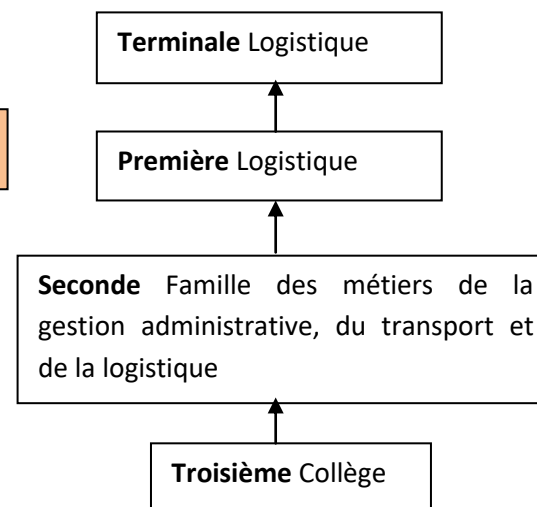 Terminale Logistique
Première Logistique
Seconde Famille des métiers de la
gestion administrative, du transport et
de la logistique
Troisième Collège